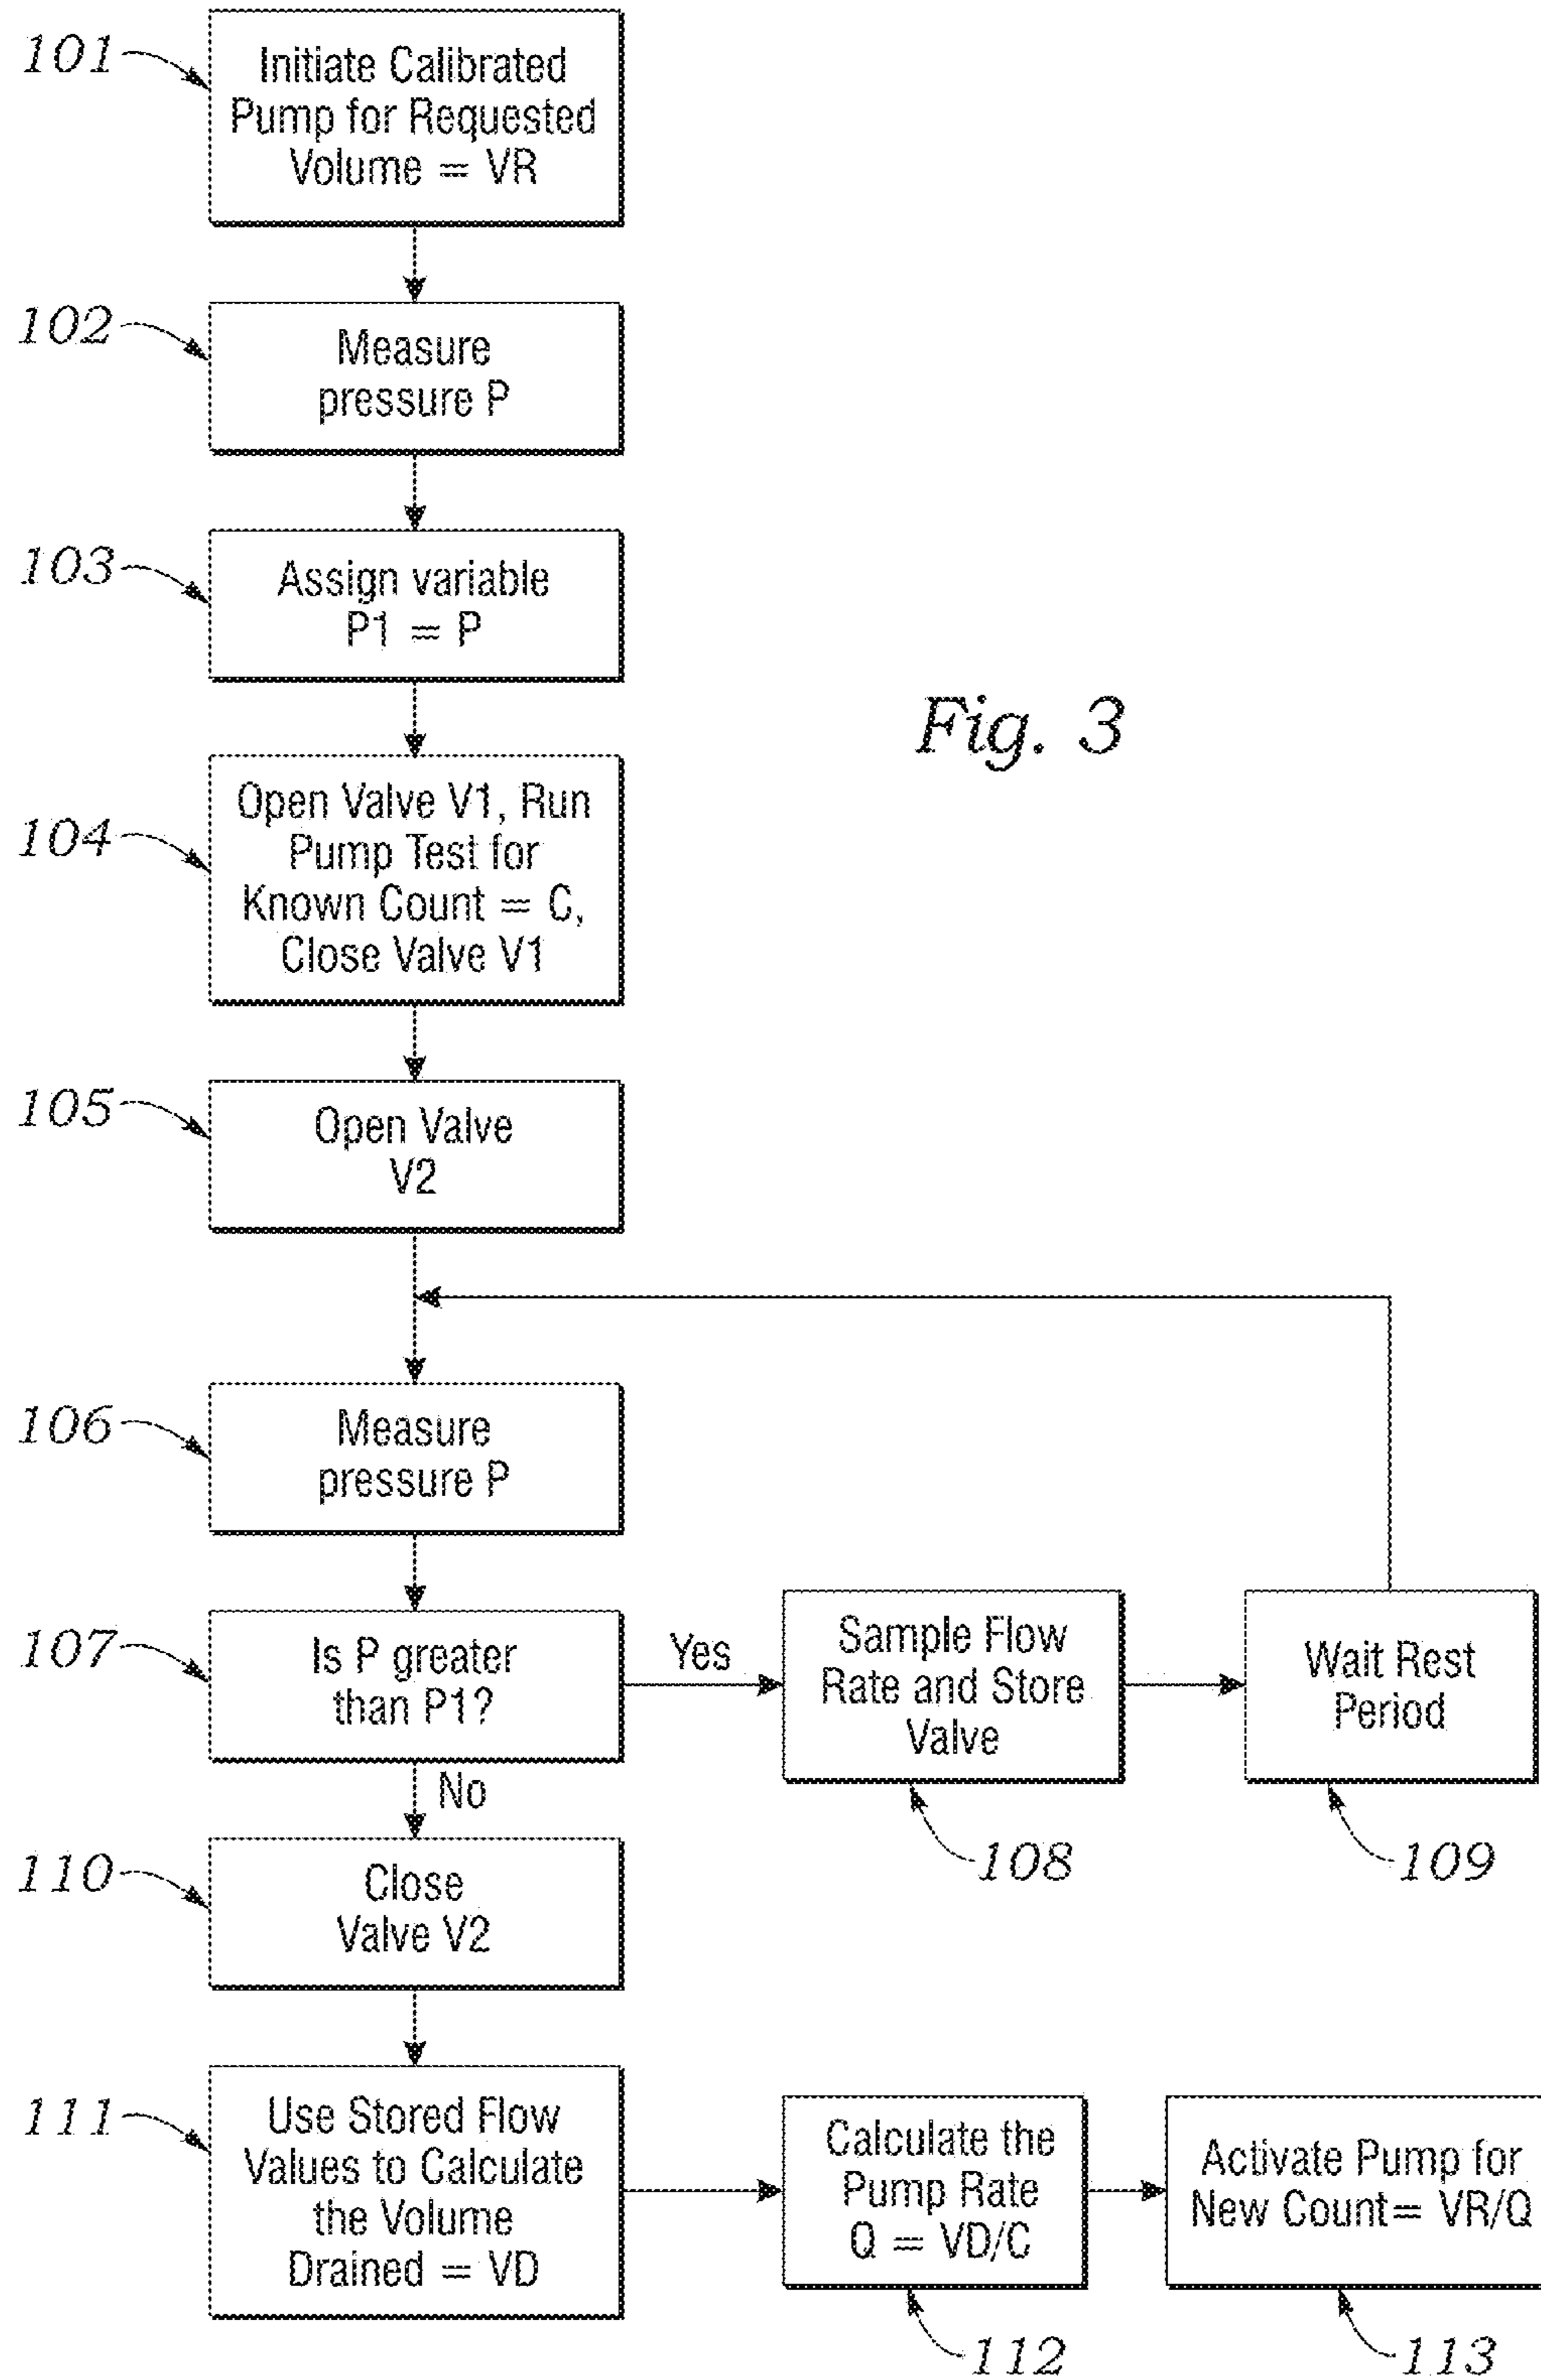 101
Initiate Calibrated
Pump for Requested
Volume = VR
102
Measure
pressure P
103
Assign variable
P1 = P
Fig. 3
104
Open Valve V1, Run
Pump Test for
Known Count = C,
Close Valve V1
105
Open Valve
V2
106
Measure
pressure P
107
Is P greater
than P1?
Yes
Sample Flow
Rate and Store
Valve
108
Wait Rest
Period
109
No
110
Close
Valve V2
111
Use Stored Flow
Values to Calculate
the Volume
Drained = VD
Calculate the
Pump Rate
Q = VD/C
112
Activate Pump for
New Count= VR/Q
113